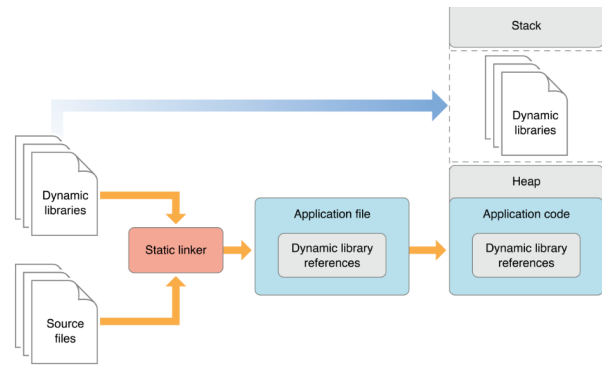 Stack
Dynamic
libraries
Heap
Dynamic
libraries
Static linker
Application file
Dynamic library
references
Application code
Dynamic library
references
Source
files